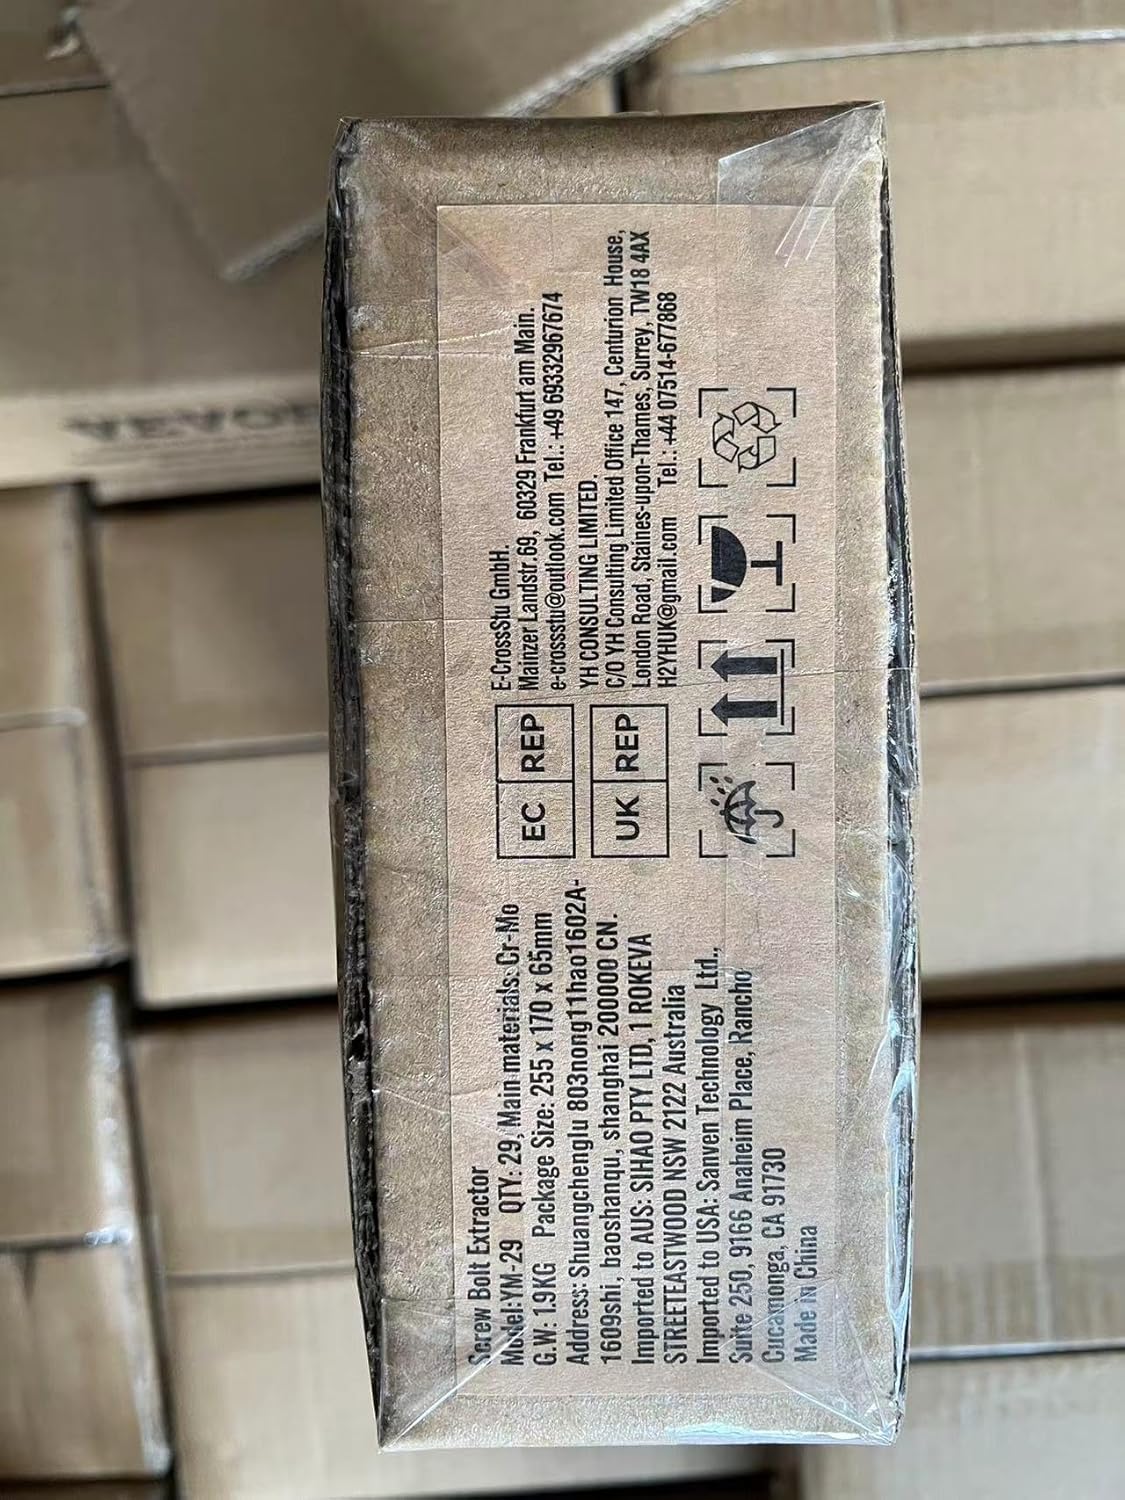 Screw Bolt Extractor
Model:YM-29 QTY: 29, Main materials: Cr-Mo
G.W: 1.9KG Package Size: 255 x 170 x 65mm
Address: Shuangchenglu 803nong11hao1602A-
1609shi, baoshanqu, shanghai 200000 CN.
Imported to AUS: SIHAO PTY LTD, 1 ROKEVA
STREETEASTWOOD NSW 2122 Australia
Imported to USA: Sanven Technology Ltd.,
Suite 250, 9166 Anaheim Place, Rancho
Cucamonga, CA 91730
Made in China
EC REP
E-CrossStu GmbH.
Mainzer Landstr.69, 60329 Frankfurt am Main.
e-crossstu@outlook.com Tel.: +49 69332967674
UK REP
YH CONSULTING LIMITED.
C/O YH Consulting Limited Office 147, Centurion House,
London Road, Staines-upon-Thames, Surrey, TW18 4AX
H2YHUK@gmail.com Tel.: +44 07514-677868